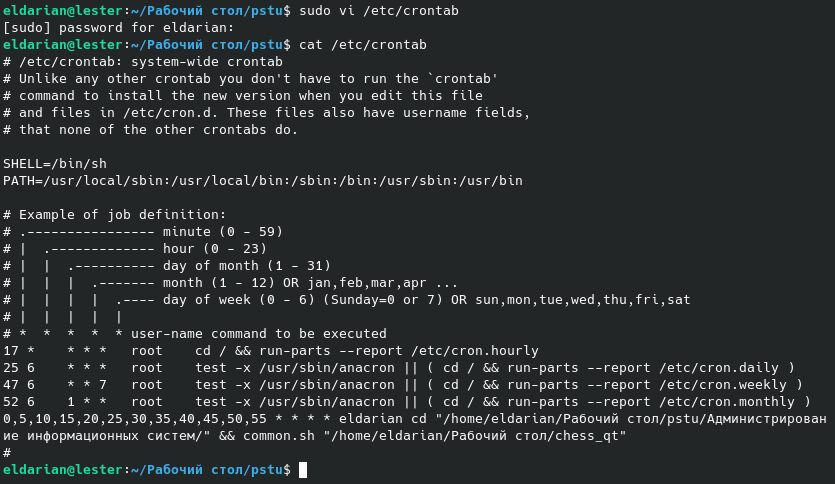 eldarian@lester:~/Рабочий стол/pstu$ sudo vi /etc/crontab
[sudo] password for eldarian:
eldarian@lester:~/Рабочий стол/pstu$ cat /etc/crontab
# /etc/crontab: system-wide crontab
# Unlike any other crontab you don't have to run the `crontab'
# command to install the new version when you edit this file
# and files in /etc/cron.d. These files also have username fields,
# that none of the other crontabs do.

SHELL=/bin/sh
PATH=/usr/local/sbin:/usr/local/bin:/sbin:/bin:/usr/sbin:/usr/bin

# Example of job definition:
# .---------------- minute (0 - 59)
# |  .------------- hour (0 - 23)
# |  |  .---------- day of month (1 - 31)
# |  |  |  .------- month (1 - 12) OR jan,feb,mar,apr ...
# |  |  |  |  .---- day of week (0 - 6) (Sunday=0 or 7) OR sun,mon,tue,wed,thu,fri,sat
# |  |  |  |  |
# *  *  *  *  * user-name command to be executed
17 *    * * *   root    cd / && run-parts --report /etc/cron.hourly
25 6    * * *   root    test -x /usr/sbin/anacron || ( cd / && run-parts --report /etc/cron.daily )
47 6    * * 7   root    test -x /usr/sbin/anacron || ( cd / && run-parts --report /etc/cron.weekly )
52 6    1 * *   root    test -x /usr/sbin/anacron || ( cd / && run-parts --report /etc/cron.monthly )
0,5,10,15,20,25,30,35,40,45,50,55 * * * * eldarian cd "/home/eldarian/Рабочий стол/pstu/Администрирован
ие информационных систем/" && common.sh "/home/eldarian/Рабочий стол/chess_qt"
#
eldarian@lester:~/Рабочий стол/pstu$